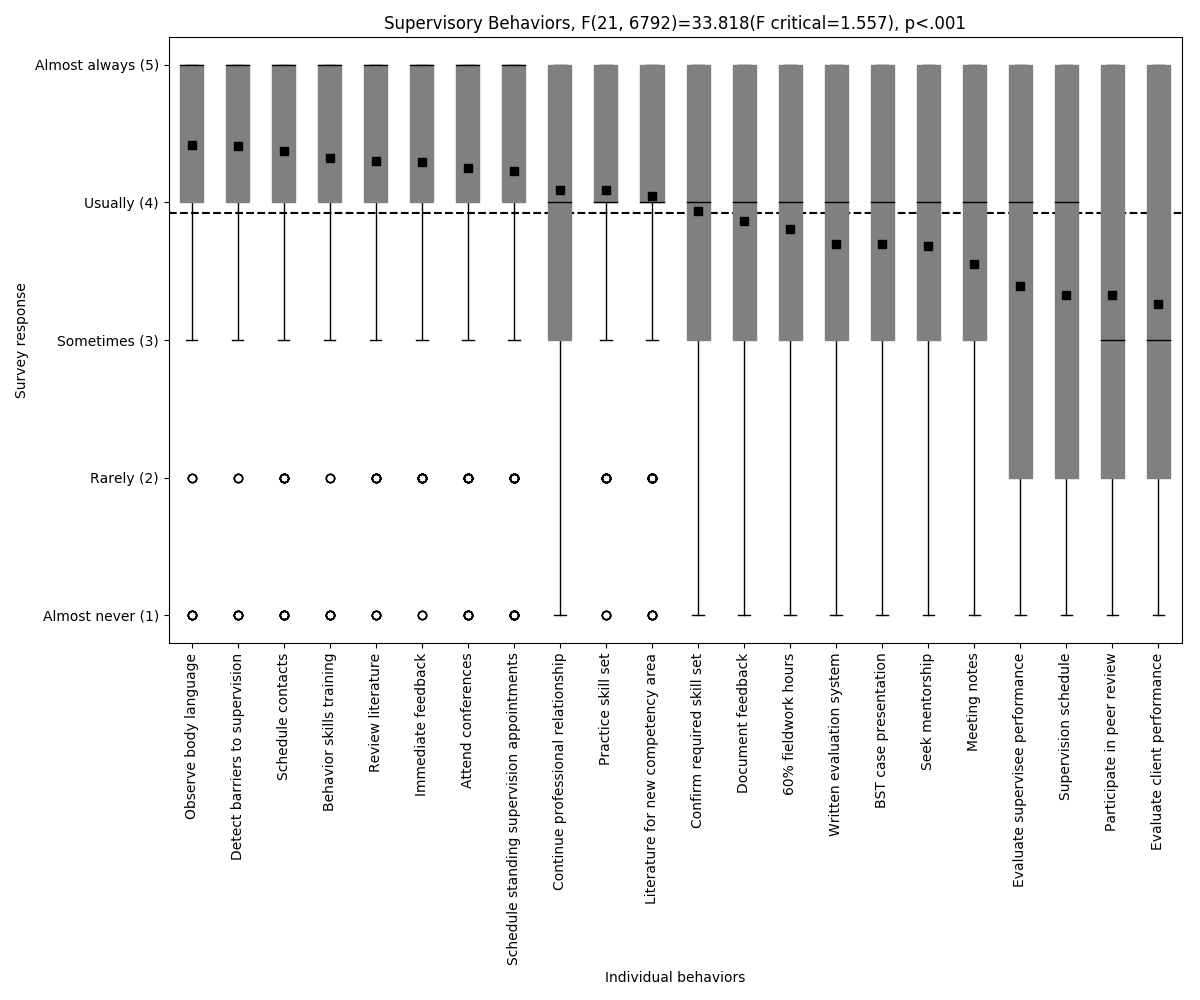 Supervisory Behaviors, F(21, 6792)=33.818(F critical=1.557), p<.001
Almost always (5)
Usually (4)
Sometimes (3)
Rarely (2)
Almost never (1)
Survey response
Observe body language
Detect barriers to supervision
Schedule contacts
Behavior skills training
Review literature
Immediate feedback
Attend conferences
Schedule standing supervision appointments
Continue professional relationship
Practice skill set
Literature for new competency area
Confirm required skill set
Document feedback
60% fieldwork hours
Written evaluation system
BST case presentation
Seek mentorship
Meeting notes
Evaluate supervisee performance
Supervision schedule
Participate in peer review
Evaluate client performance
Individual behaviors